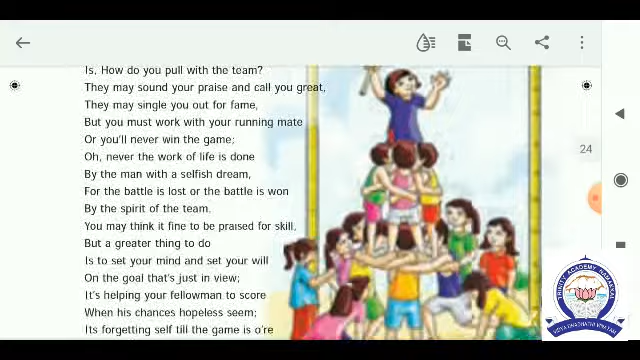 Is, How do you pull with the team?
They may sound your praise and call you great,
They may single you out for fame,
But you must work with your running mate
Or you'll never win the game;
Oh, never the work of life is done
By the man with a selfish dream,
For the battle is lost or the battle is won
By the spirit of the team.
You may think it fine to be praised for skill,
But a greater thing to do
Is to set your mind and set your will
On the goal that's just in view;
It's helping your fellowman to score
When his chances hopeless seem;
Its forgetting self till the game is o're
24
TRINITY ACADEMY NAMAKKAL